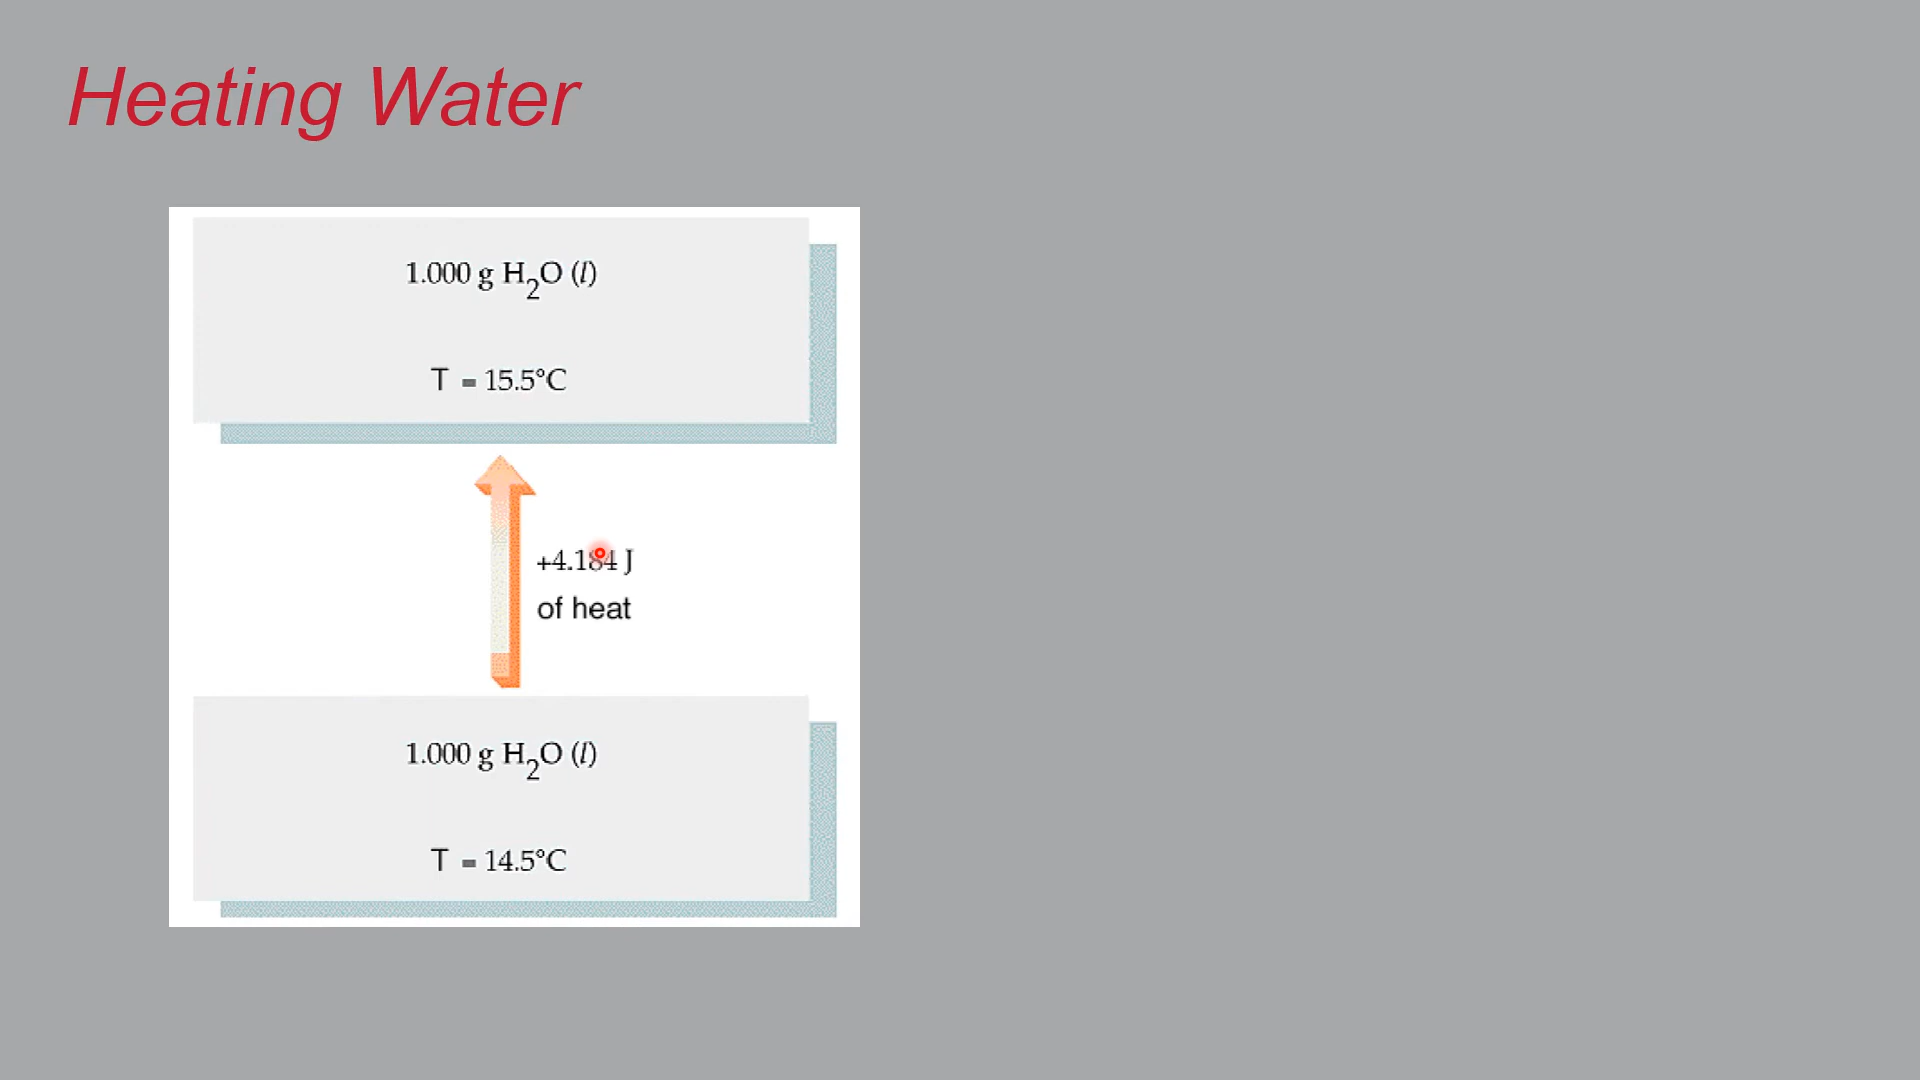 Heating Water
1.000 g H2O (l)
T = 15.5°C
+4.184 J
of heat
1.000 g H2O (l)
T = 14.5°C